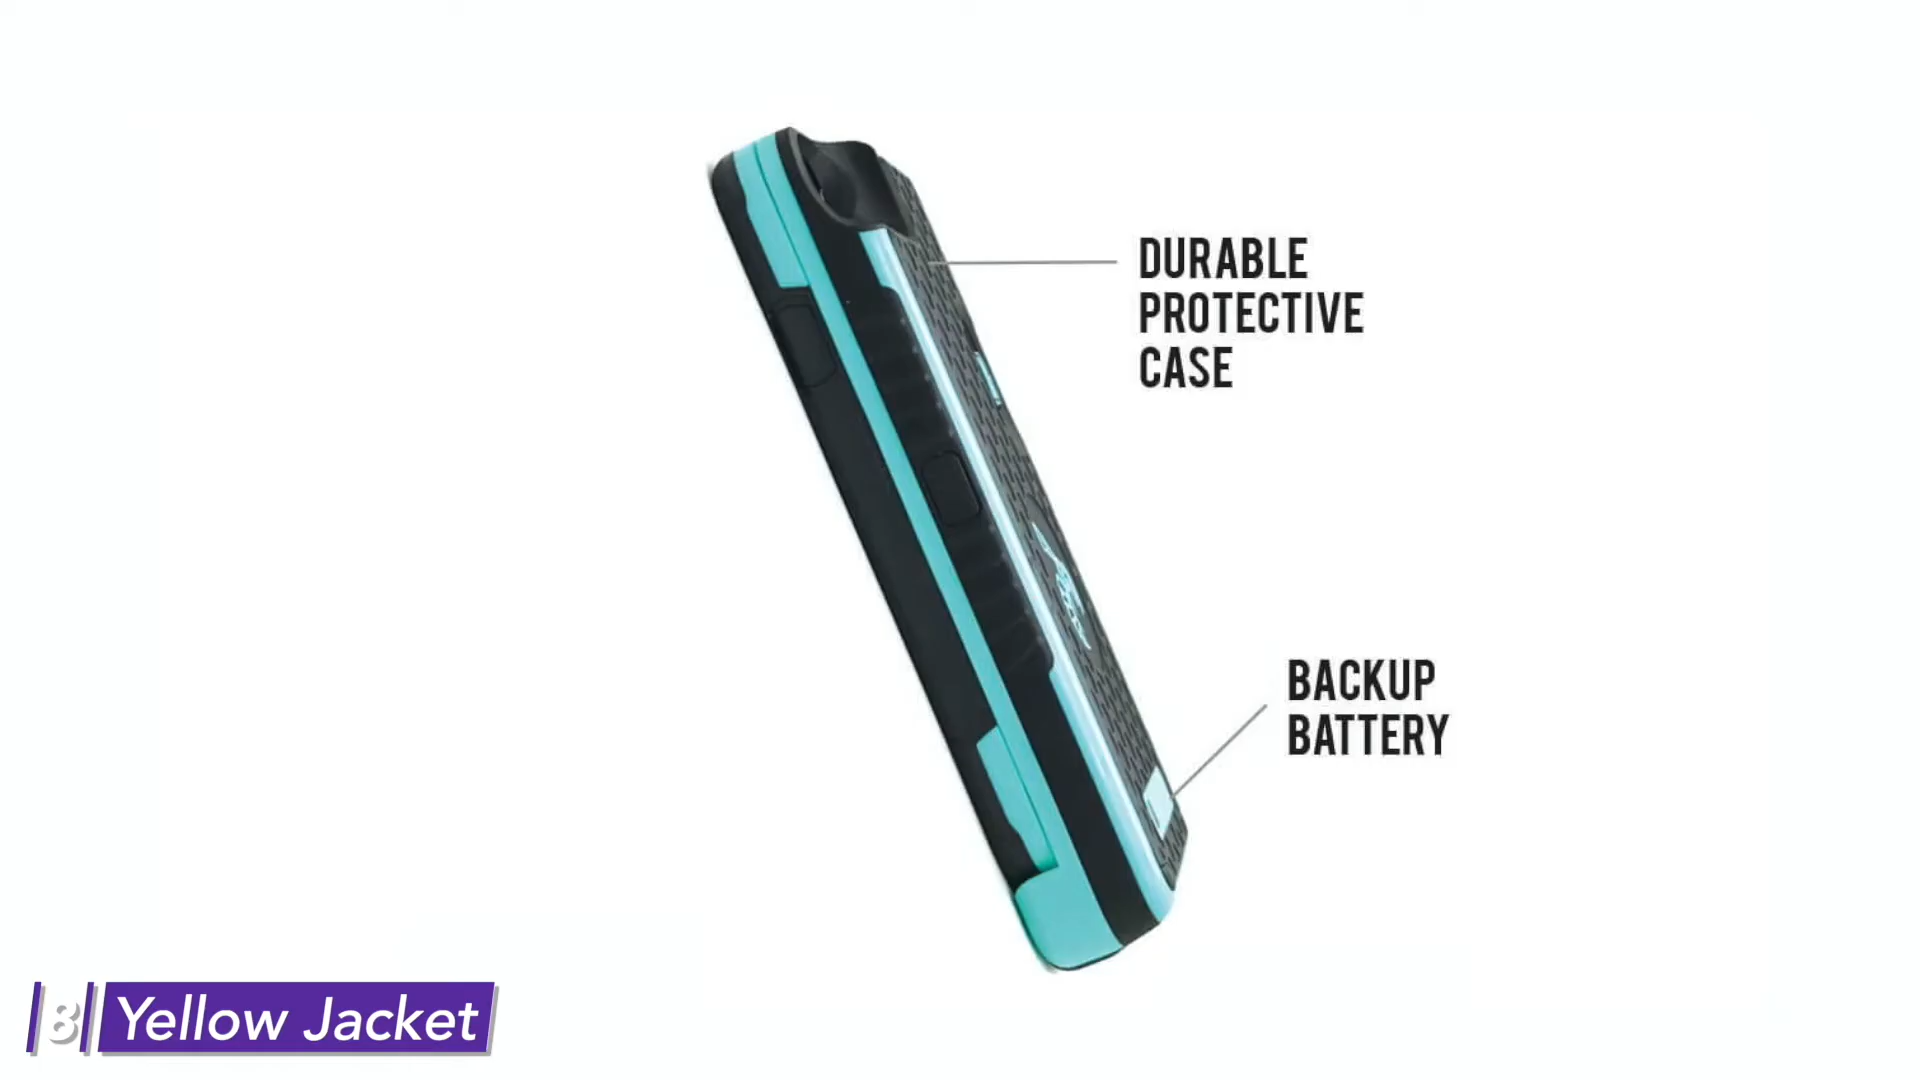 DURABLE
PROTECTIVE
CASE
BACKUP
BATTERY
8 Yellow Jacket